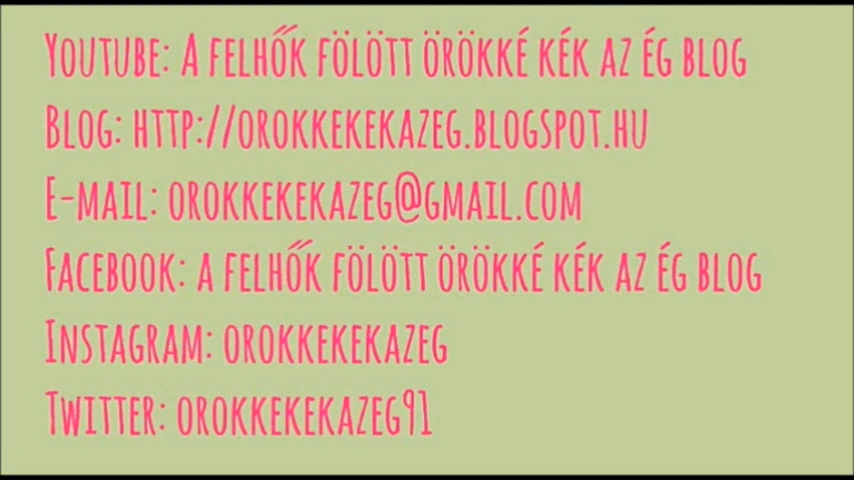 Youtube: A felhők fölött örökké kék az ég blog
Blog: http://orokkekekazeg.blogspot.hu
E-mail: orokkekekazeg@gmail.com
Facebook: a felhők fölött örökké kék az ég blog
Instagram: orokkekekazeg
Twitter: orokkekekazeg91